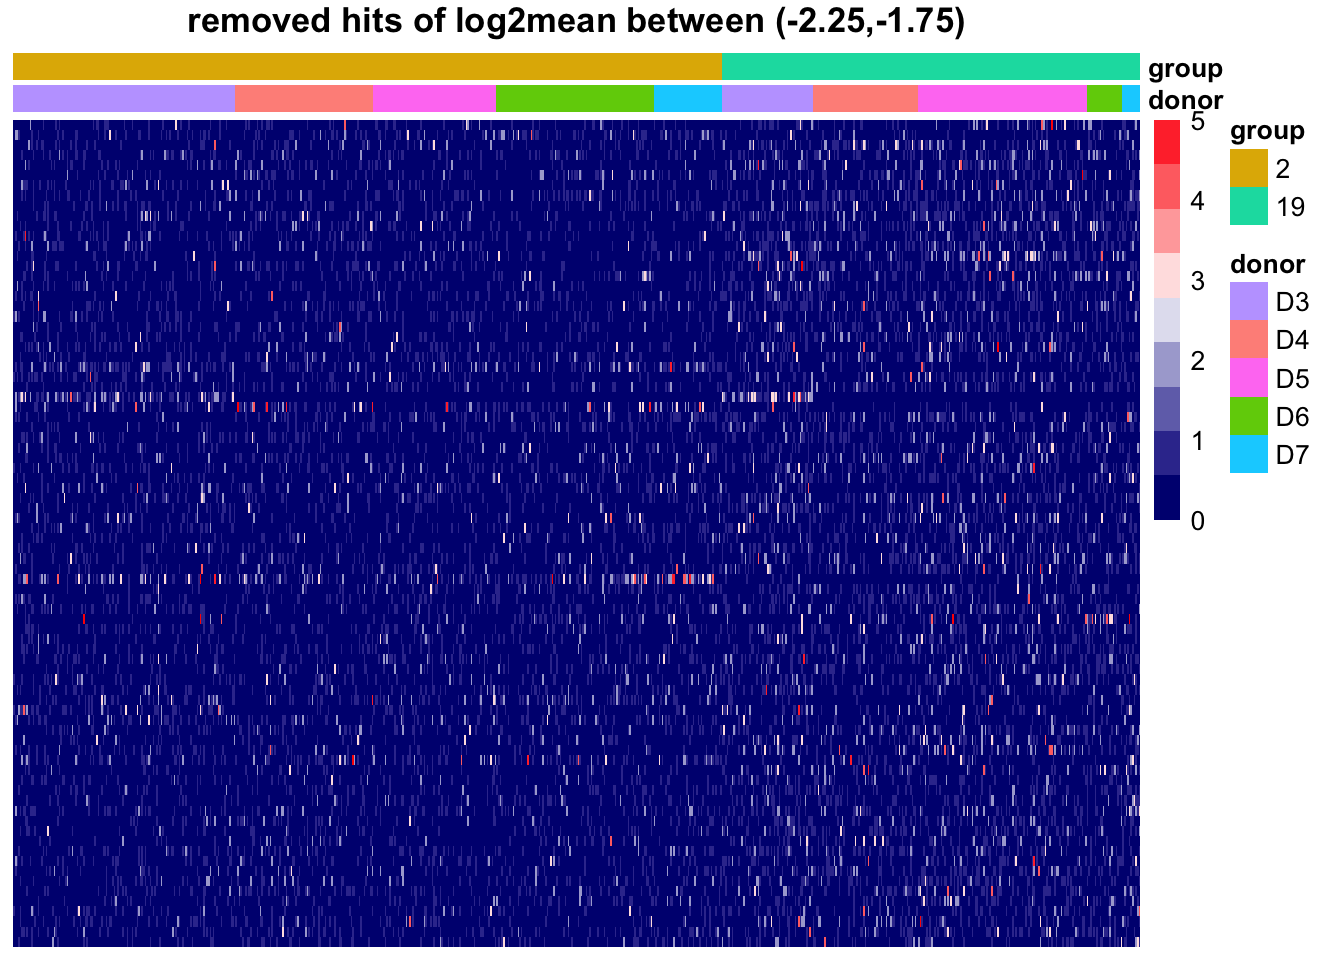 removed hits of log2mean between (-2.25,-1.75)
group
donor
5
4
3
2
1
0
group
2
19
donor
D3
D4
D5
D6
D7